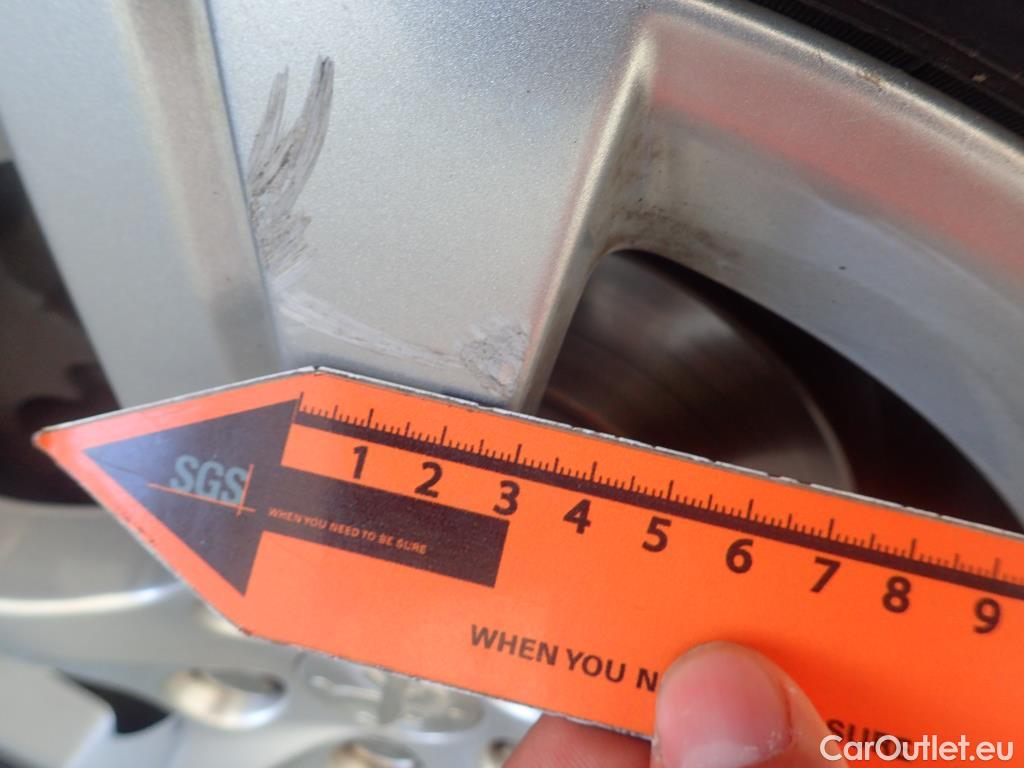 SGS
WHEN YOU NEED TO BE SURE
1 2 3 4 5 6 7 8 9
WHEN YOU
CarOutlet.eu